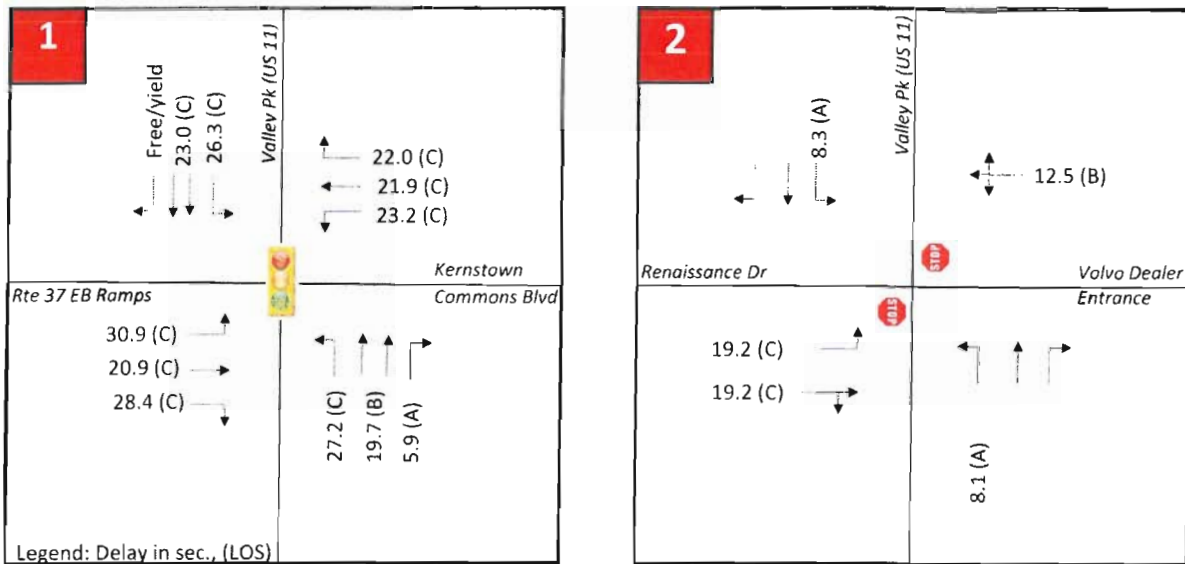 1
Valley Pk (US 11)
Free/yield
23.0 (C)
26.3 (C)
22.0 (C)
21.9 (C)
23.2 (C)
Kernstown
Commons Blvd
Rte 37 EB Ramps
30.9 (C)
20.9 (C)
28.4 (C)
27.2 (C)
19.7 (B)
5.9 (A)
Legend: Delay in sec., (LOS)
2
Valley Pk (US 11)
8.3 (A)
12.5 (B)
STOP
Renaissance Dr
Volvo Dealer
Entrance
STOP
19.2 (C)
19.2 (C)
8.1 (A)